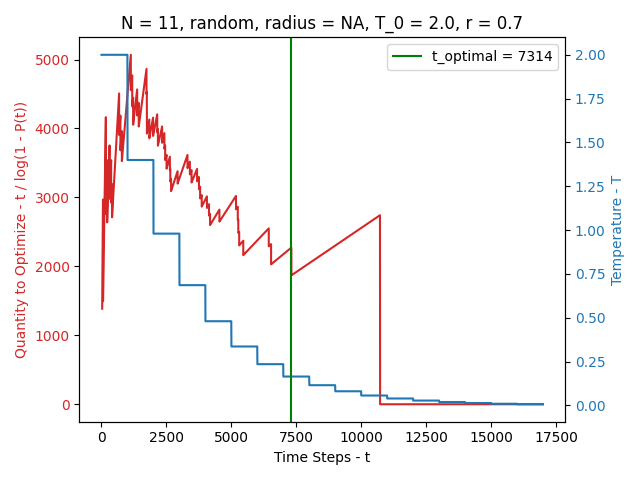 N = 11, random, radius = NA, T_0 = 2.0, r = 0.7
t_optimal = 7314
Quantity to Optimize - t / log(1 - P(t))
5000
4000
3000
2000
1000
0
2.00
1.75
1.50
1.25
1.00
0.75
0.50
0.25
0.00
Temperature - T
0 2500 5000 7500 10000 12500 15000 17500
Time Steps - t